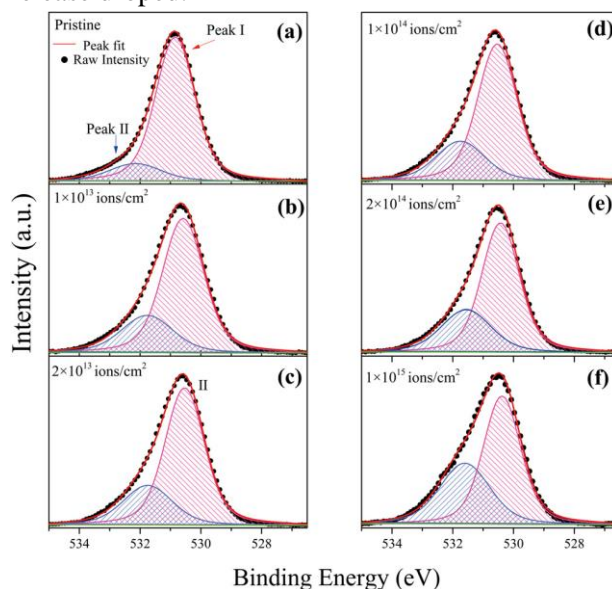 droped.
Pristine
(a)
Peak fit
Peak I
Raw Intensity
Peak II
1×10¹³ ions/cm²
(b)
2×10¹³ ions/cm²
(c)
II
1×10¹⁴ ions/cm²
(d)
2×10¹⁴ ions/cm²
(e)
1×10¹⁵ ions/cm²
(f)
Intensity (a.u.)
534 532 530 528
534 532 530 528
Binding Energy (eV)